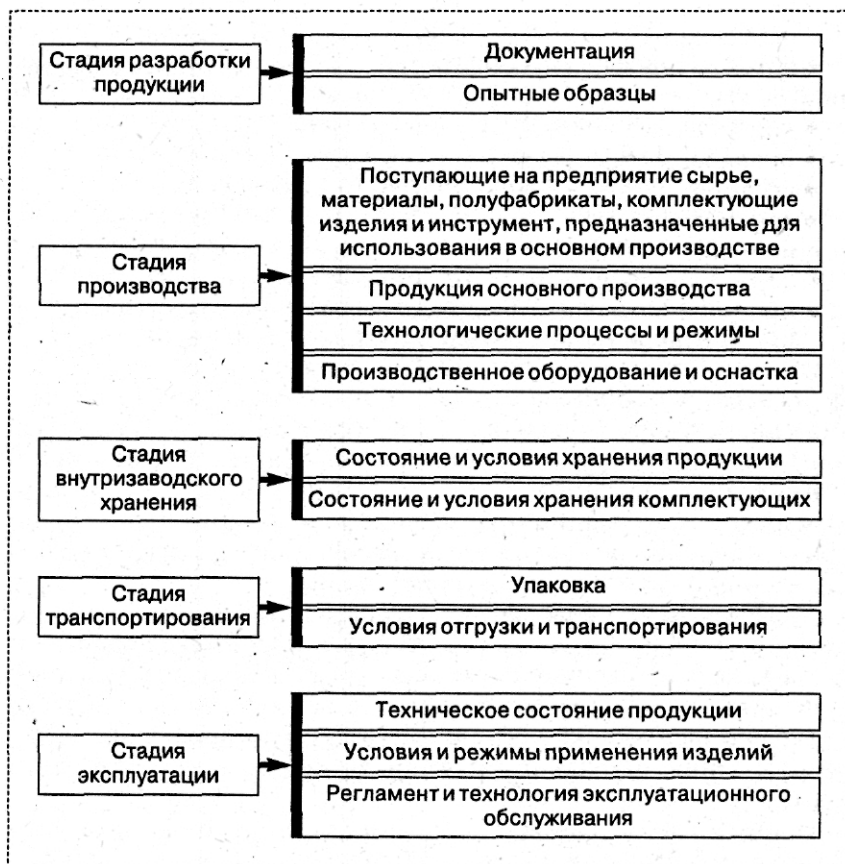 Стадия разработки
продукции
Документация
Опытные образцы
Стадия
производства
Поступающие на предприятие сырье,
материалы, полуфабрикаты, комплектующие
изделия и инструмент, предназначенные для
использования в основном производстве
Продукция основного производства
Технологические процессы и режимы
Производственное оборудование и оснастка
Стадия
внутризаводского
хранения
Состояние и условия хранения продукции
Состояние и условия хранения комплектующих
Стадия
транспортирования
Упаковка
Условия отгрузки и транспортирования
Стадия
эксплуатации
Техническое состояние продукции
Условия и режимы применения изделий
Регламент и технология эксплуатационного
обслуживания